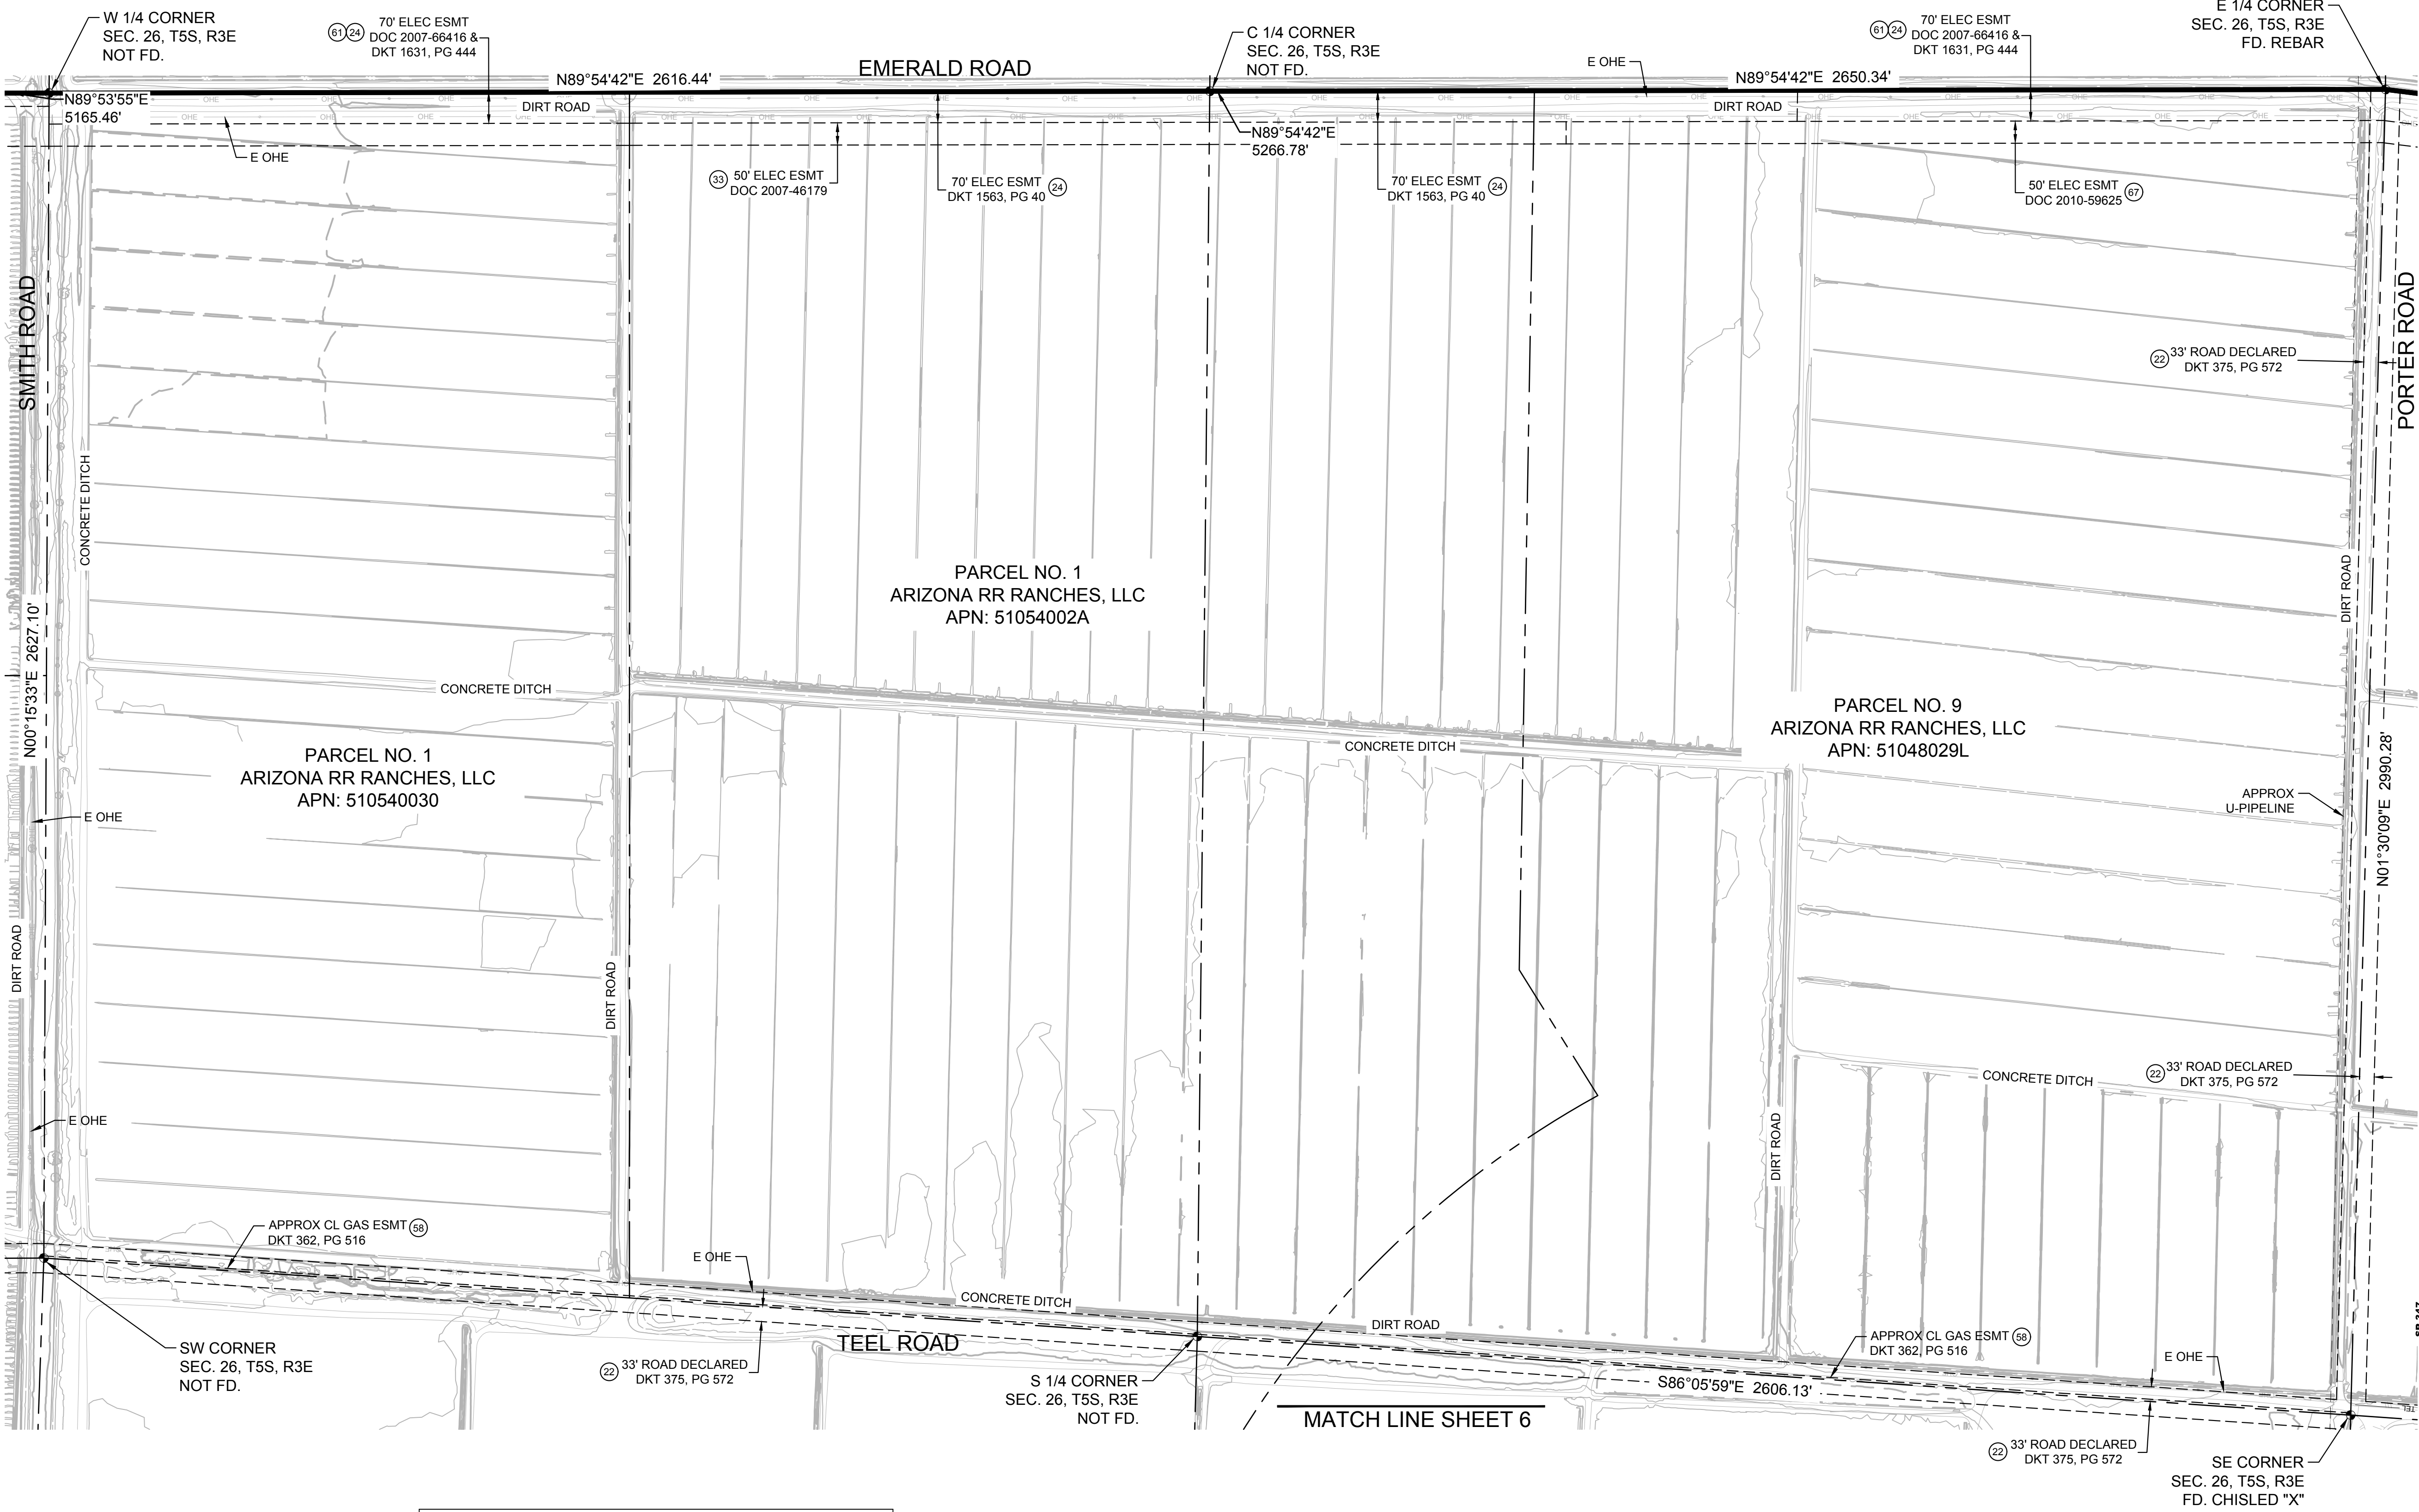 W 1/4 CORNER
SEC. 26, T5S, R3E
NOT FD.
61 24
70' ELEC ESMT
DOC 2007-66416 &
DKT 1631, PG 444
C 1/4 CORNER
SEC. 26, T5S, R3E
NOT FD.
61 24
70' ELEC ESMT
DOC 2007-66416 &
DKT 1631, PG 444
E 1/4 CORNER
SEC. 26, T5S, R3E
FD. REBAR
N89°54'42"E 2616.44'
EMERALD ROAD
E OHE
N89°54'42"E 2650.34'
N89°53'55"E
5165.46'
DIRT ROAD
DIRT ROAD
N89°54'42"E
5266.78'
E OHE
33
50' ELEC ESMT
DOC 2007-46179
70' ELEC ESMT
DKT 1563, PG 40
24
70' ELEC ESMT
DKT 1563, PG 40
24
50' ELEC ESMT
DOC 2010-59625
67
SMITH ROAD
PORTER ROAD
22
33' ROAD DECLARED
DKT 375, PG 572
CONCRETE DITCH
DIRT ROAD
PARCEL NO. 1
ARIZONA RR RANCHES, LLC
APN: 51054002A
N00°15'33"E 2627.10'
CONCRETE DITCH
PARCEL NO. 9
ARIZONA RR RANCHES, LLC
APN: 51048029L
CONCRETE DITCH
PARCEL NO. 1
ARIZONA RR RANCHES, LLC
APN: 510540030
APPROX
U-PIPELINE
N01°30'09"E 2990.28'
E OHE
DIRT ROAD
DIRT ROAD
22
33' ROAD DECLARED
DKT 375, PG 572
CONCRETE DITCH
E OHE
DIRT ROAD
APPROX CL GAS ESMT
DKT 362, PG 516
58
E OHE
CONCRETE DITCH
DIRT ROAD
TEEL ROAD
APPROX CL GAS ESMT
DKT 362, PG 516
58
E OHE
SW CORNER
SEC. 26, T5S, R3E
NOT FD.
22
33' ROAD DECLARED
DKT 375, PG 572
S 1/4 CORNER
SEC. 26, T5S, R3E
NOT FD.
S86°05'59"E 2606.13'
MATCH LINE SHEET 6
22
33' ROAD DECLARED
DKT 375, PG 572
SE CORNER
SEC. 26, T5S, R3E
FD. CHISLED "X"